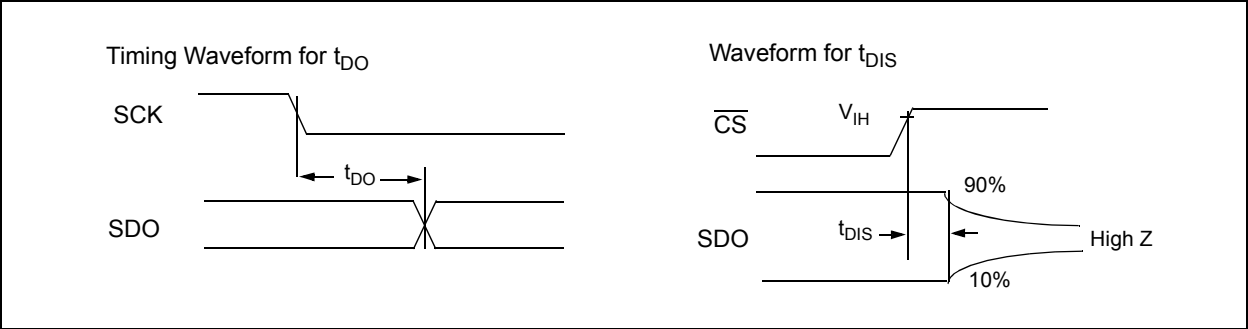 Timing Waveform for tDO
SCK
tDO
SDO
Waveform for tDIS
CS
VIH
90%
SDO
tDIS
High Z
10%